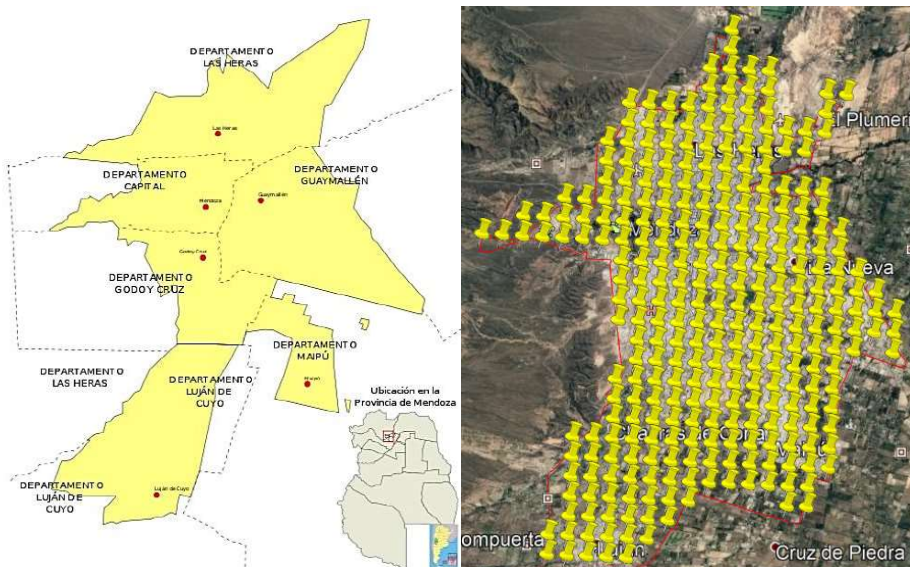 DEPARTAMENTO
LAS HERAS
Las Heras
DEPARTAMENTO
CAPITAL
DEPARTAMENTO
GUAYMALLÉN
Guaymallén
Mendoza
Godoy Cruz
DEPARTAMENTO
GODOY CRUZ
DEPARTAMENTO
MAIPÚ
Maipú
DEPARTAMENTO
LAS HERAS
DEPARTAMENTO
LUJÁN DE
CUYO
Ubicación en la
Provincia de Mendoza
DEPARTAMENTO
LUJÁN DE
CUYO
Luján de Cuyo
l Plumeri
Nueva
ompuerta
Cruz de Piedra